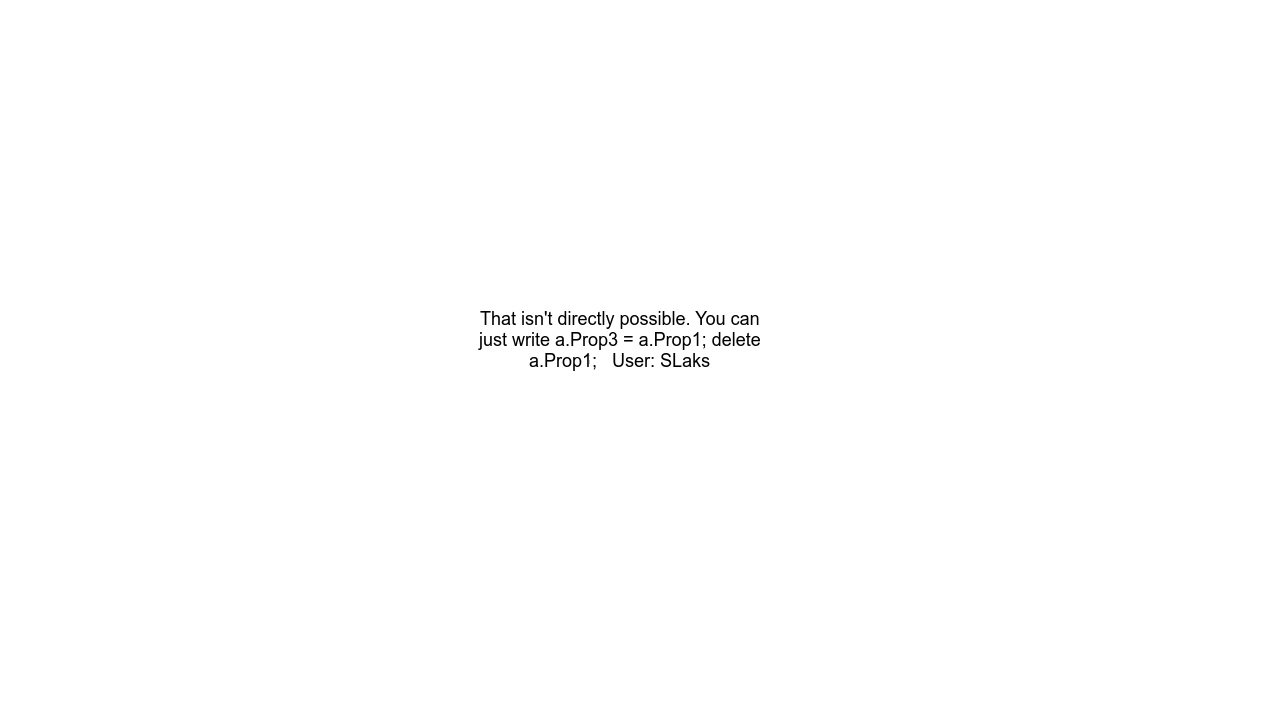 That isn't directly possible. You can
just write a.Prop3 = a.Prop1; delete
a.Prop1;   User: SLaks